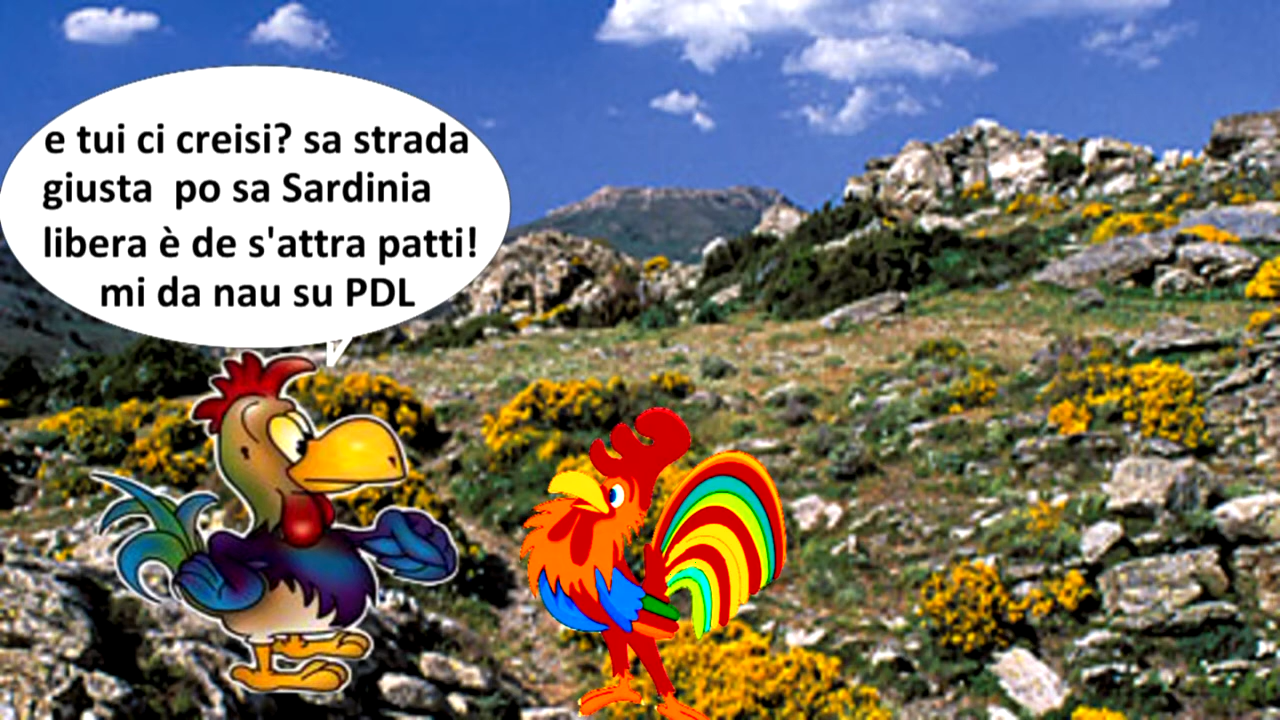 e tui ci creisi? sa strada
giusta po sa Sardinia
libera è de s'attra patti!
mi da nau su PDL